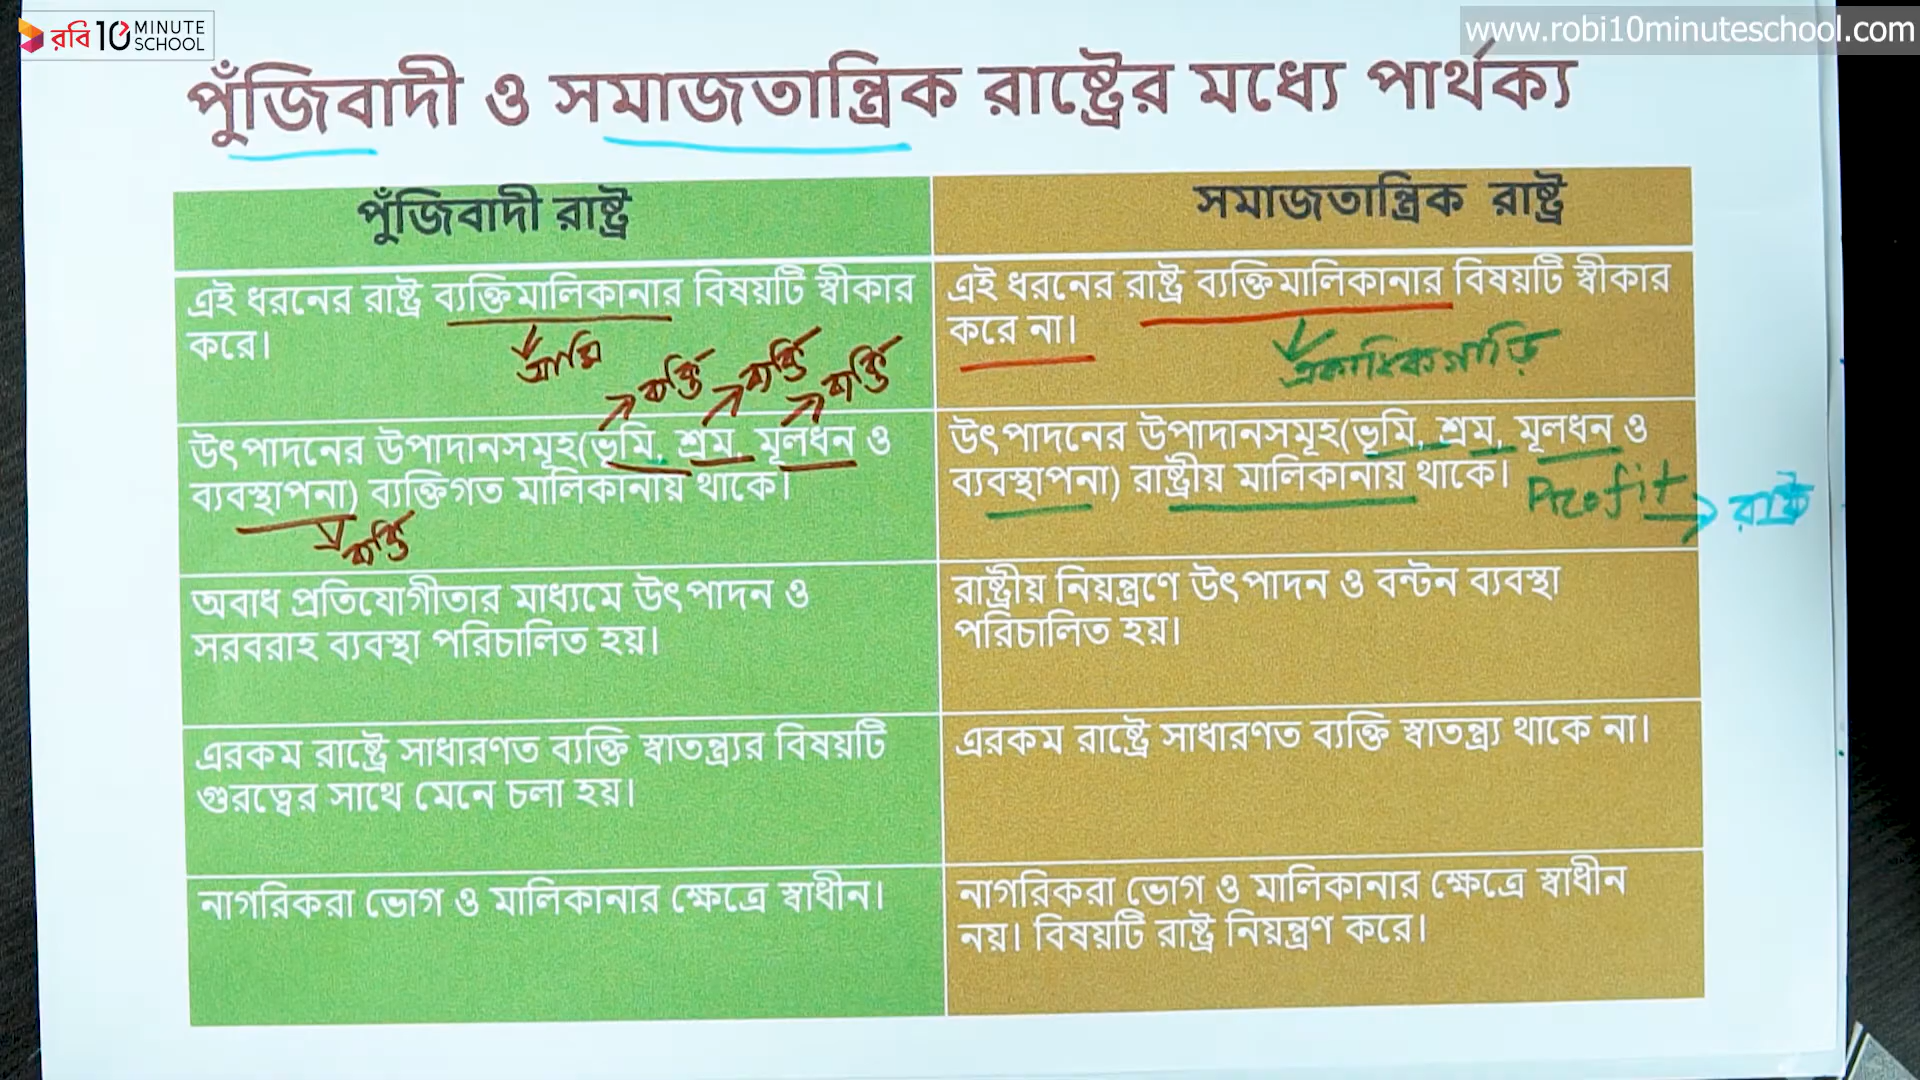 রবি 10 MINUTE SCHOOL
www.robi10minuteschool.com
পুঁজিবাদী ও সমাজতান্ত্রিক রাষ্ট্রের মধ্যে পার্থক্য
পুঁজিবাদী রাষ্ট্র
সমাজতান্ত্রিক রাষ্ট্র
এই ধরনের রাষ্ট্র ব্যক্তিমালিকানার বিষয়টি স্বীকার
করে।
ব্যক্তি ব্যক্তি ব্যক্তি
এই ধরনের রাষ্ট্র ব্যক্তিমালিকানার বিষয়টি স্বীকার
করে না।
একাধিক গাড়ি
উৎপাদনের উপাদানসমূহ(ভূমি, শ্রম, মূলধন ও
ব্যবস্থাপনা) ব্যক্তিগত মালিকানায় থাকে।
ব্যক্তি
উৎপাদনের উপাদানসমূহ(ভূমি, শ্রম, মূলধন ও
ব্যবস্থাপনা) রাষ্ট্রীয় মালিকানায় থাকে।
Profit রাষ্ট্র
অবাধ প্রতিযোগীতার মাধ্যমে উৎপাদন ও
সরবরাহ ব্যবস্থা পরিচালিত হয়।
রাষ্ট্রীয় নিয়ন্ত্রণে উৎপাদন ও বন্টন ব্যবস্থা
পরিচালিত হয়।
এরকম রাষ্ট্রে সাধারণত ব্যক্তি স্বাতন্ত্র্যর বিষয়টি
গুরত্বের সাথে মেনে চলা হয়।
এরকম রাষ্ট্রে সাধারণত ব্যক্তি স্বাতন্ত্র্য থাকে না।
নাগরিকরা ভোগ ও মালিকানার ক্ষেত্রে স্বাধীন।
নাগরিকরা ভোগ ও মালিকানার ক্ষেত্রে স্বাধীন
নয়। বিষয়টি রাষ্ট্র নিয়ন্ত্রণ করে।